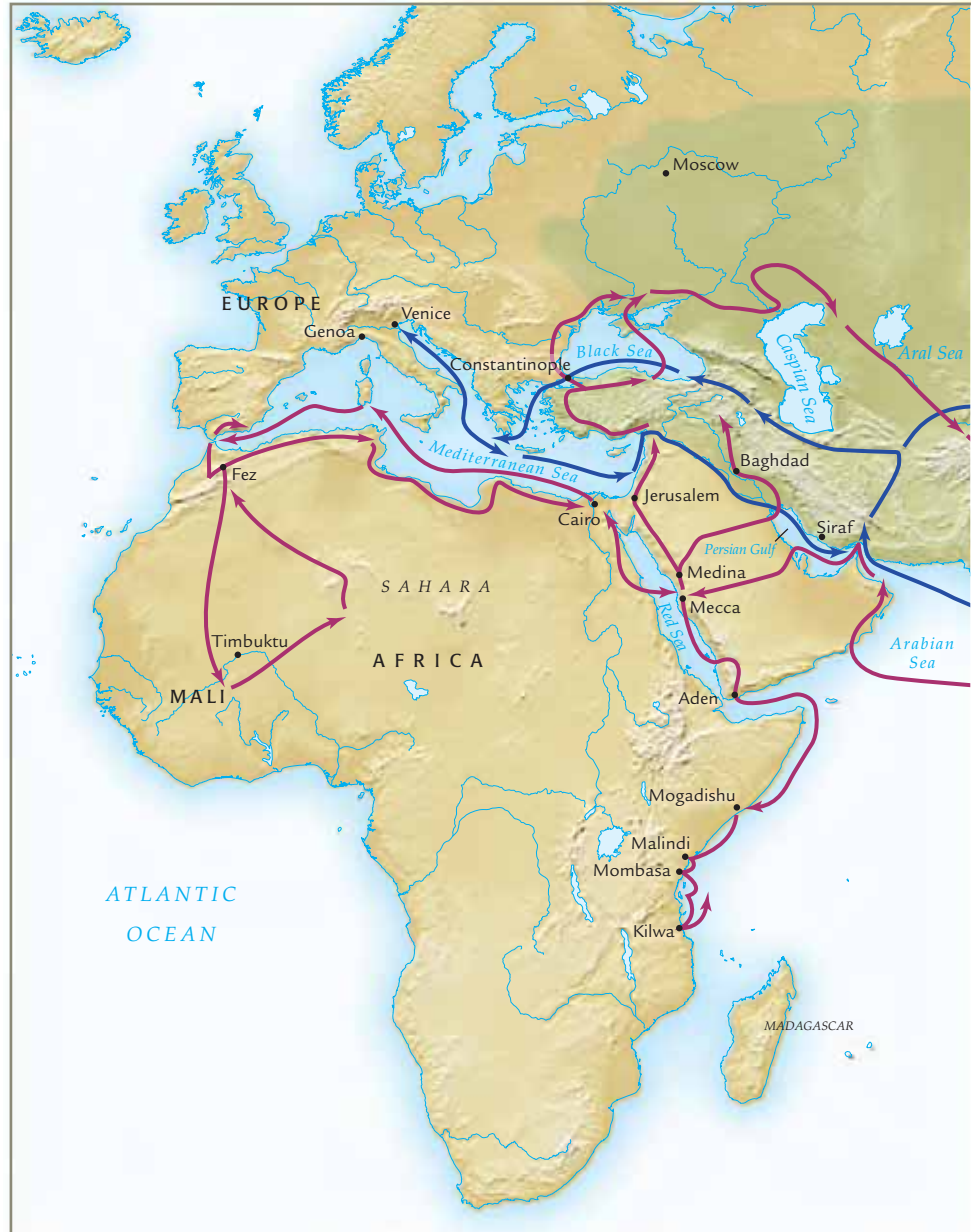 Moscow
EUROPE
Venice
Genoa
Constantinople
Black Sea
Caspian Sea
Aral Sea
Mediterranean Sea
Fez
Baghdad
Jerusalem
Cairo
Siraf
Persian Gulf
SAHARA
Medina
Mecca
Red Sea
Timbuktu
AFRICA
Arabian
Sea
MALI
Aden
Mogadishu
Malindi
Mombasa
ATLANTIC
OCEAN
Kilwa
MADAGASCAR